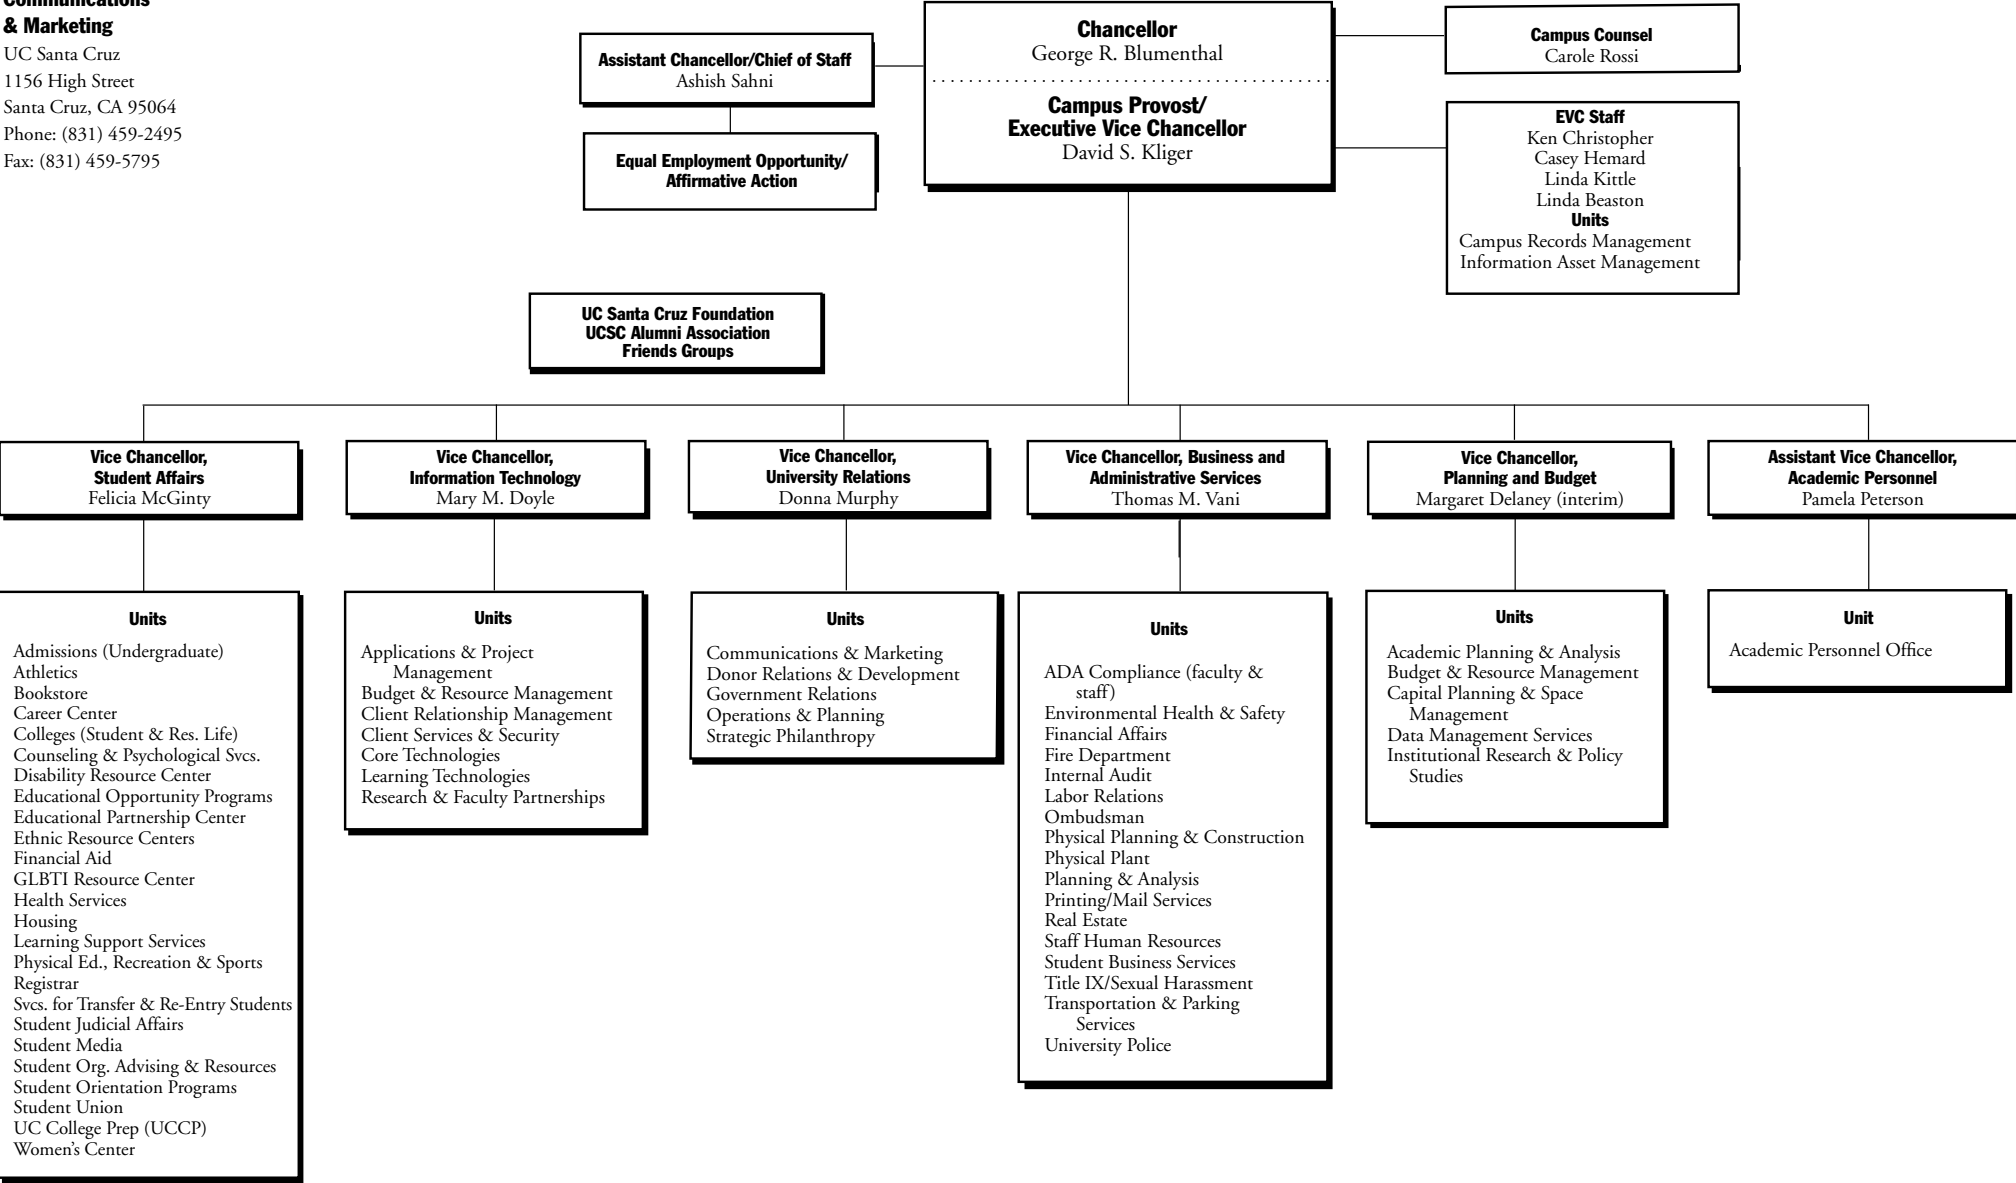 Communications
& Marketing
UC Santa Cruz
1156 High Street
Santa Cruz, CA 95064
Phone: (831) 459-2495
Fax: (831) 459-5795
Assistant Chancellor/Chief of Staff
Ashish Sahni
Equal Employment Opportunity/
Affirmative Action
Chancellor
George R. Blumenthal
Campus Provost/
Executive Vice Chancellor
David S. Kliger
Campus Counsel
Carole Rossi
EVC Staff
Ken Christopher
Casey Hemard
Linda Kittle
Linda Beaston
Units
Campus Records Management
Information Asset Management
UC Santa Cruz Foundation
UCSC Alumni Association
Friends Groups
Vice Chancellor,
Student Affairs
Felicia McGinty
Vice Chancellor,
Information Technology
Mary M. Doyle
Vice Chancellor,
University Relations
Donna Murphy
Vice Chancellor, Business and
Administrative Services
Thomas M. Vani
Vice Chancellor,
Planning and Budget
Margaret Delaney (interim)
Assistant Vice Chancellor,
Academic Personnel
Pamela Peterson
Units
Admissions (Undergraduate)
Athletics
Bookstore
Career Center
Colleges (Student & Res. Life)
Counseling & Psychological Svcs.
Disability Resource Center
Educational Opportunity Programs
Educational Partnership Center
Ethnic Resource Centers
Financial Aid
GLBTI Resource Center
Health Services
Housing
Learning Support Services
Physical Ed., Recreation & Sports
Registrar
Svcs. for Transfer & Re-Entry Students
Student Judicial Affairs
Student Media
Student Org. Advising & Resources
Student Orientation Programs
Student Union
UC College Prep (UCCP)
Women's Center
Units
Applications & Project
Management
Budget & Resource Management
Client Relationship Management
Client Services & Security
Core Technologies
Learning Technologies
Research & Faculty Partnerships
Units
Communications & Marketing
Donor Relations & Development
Government Relations
Operations & Planning
Strategic Philanthropy
Units
ADA Compliance (faculty &
staff)
Environmental Health & Safety
Financial Affairs
Fire Department
Internal Audit
Labor Relations
Ombudsman
Physical Planning & Construction
Physical Plant
Planning & Analysis
Printing/Mail Services
Real Estate
Staff Human Resources
Student Business Services
Title IX/Sexual Harassment
Transportation & Parking
Services
University Police
Units
Academic Planning & Analysis
Budget & Resource Management
Capital Planning & Space
Management
Data Management Services
Institutional Research & Policy
Studies
Unit
Academic Personnel Office